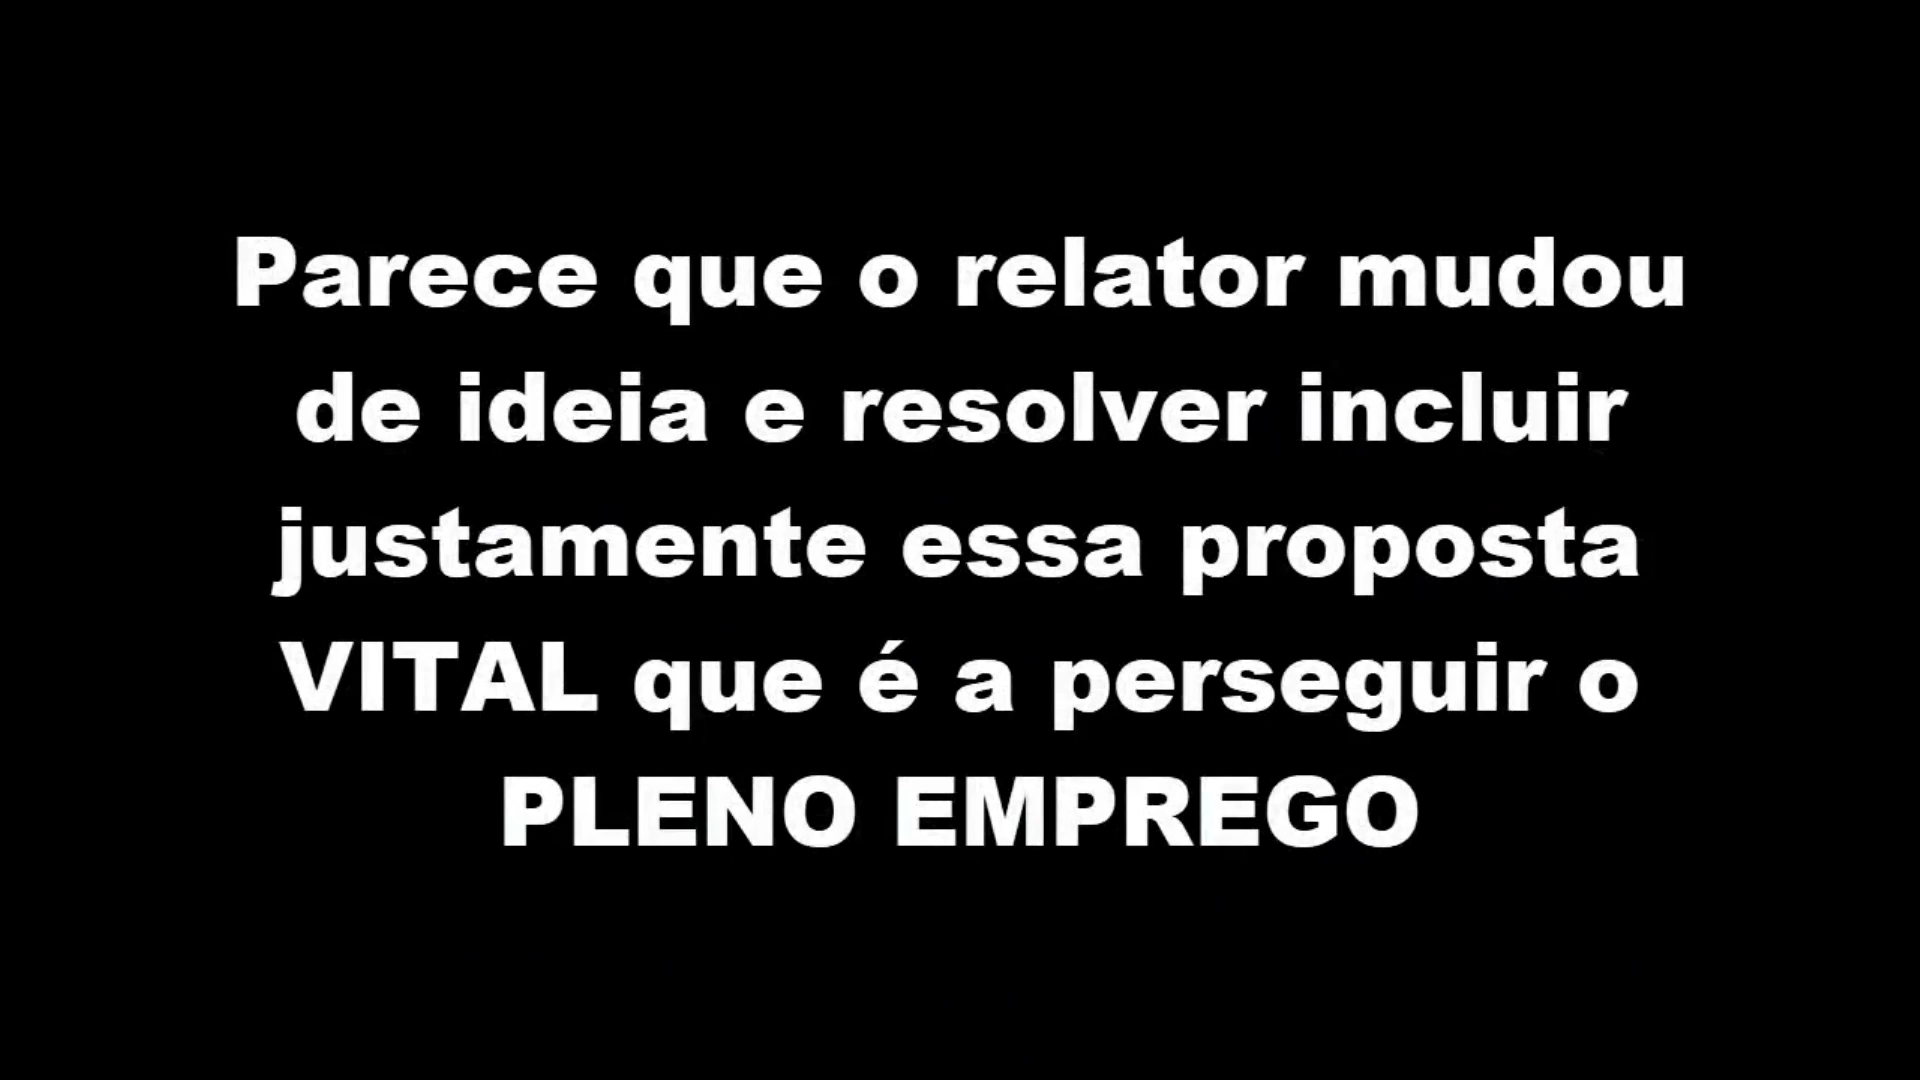 Parece que o relator mudou
de ideia e resolver incluir
justamente essa proposta
VITAL que é a perseguir o
PLENO EMPREGO